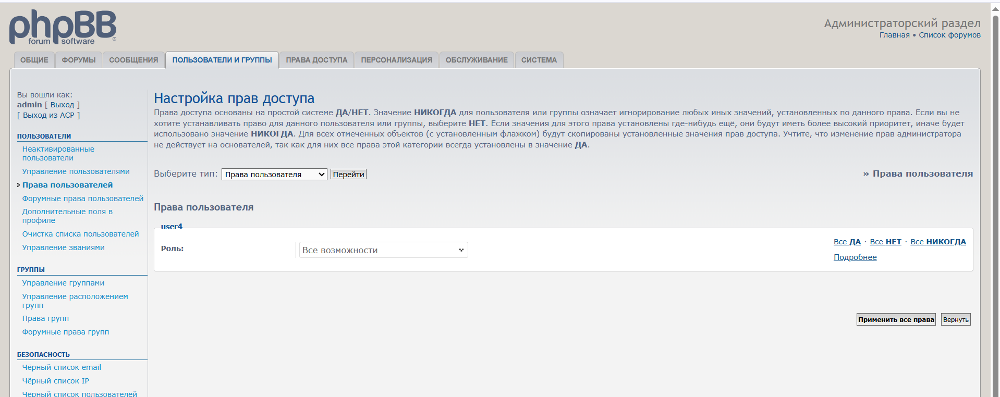 phpBB
forum software ®
Администраторский раздел
Главная • Список форумов
ОБЩИЕ ФОРУМЫ СООБЩЕНИЯ ПОЛЬЗОВАТЕЛИ И ГРУППЫ ПРАВА ДОСТУПА ПЕРСОНАЛИЗАЦИЯ ОБСЛУЖИВАНИЕ СИСТЕМА
Вы вошли как:
admin [ Выход ]
[ Выход из ACP ]
ПОЛЬЗОВАТЕЛИ
Неактивированные
пользователи
Управление пользователями
Права пользователей
Форумные права пользователей
Дополнительные поля в
профиле
Очистка списка пользователей
Управление званиями
ГРУППЫ
Управление группами
Управление расположением
групп
Права групп
Форумные права групп
БЕЗОПАСНОСТЬ
Чёрный список email
Чёрный список IP
Чёрный список пользователей
Настройка прав доступа
Права доступа основаны на простой системе ДА/НЕТ. Значение НИКОГДА для пользователя или группы означает игнорирование любых иных значений, установленных по данного права. Если вы не
хотите устанавливать право для данного пользователя или группы, выберите НЕТ. Если значения для этого права установлены где-нибудь ещё, они будут иметь более высокий приоритет, иначе будет
использовано значение НИКОГДА. Для всех отмеченных объектов (с установленным флажком) будут скопированы установленные значения прав доступа. Учтите, что изменение прав администратора
не действует на основателей, так как для них все права этой категории всегда установлены в значение ДА.
Выберите тип: Права пользователя Перейти
» Права пользователя
Права пользователя
user4
Роль: Все возможности
Все ДА · Все НЕТ · Все НИКОГДА
Подробнее
Применить все права Вернуть